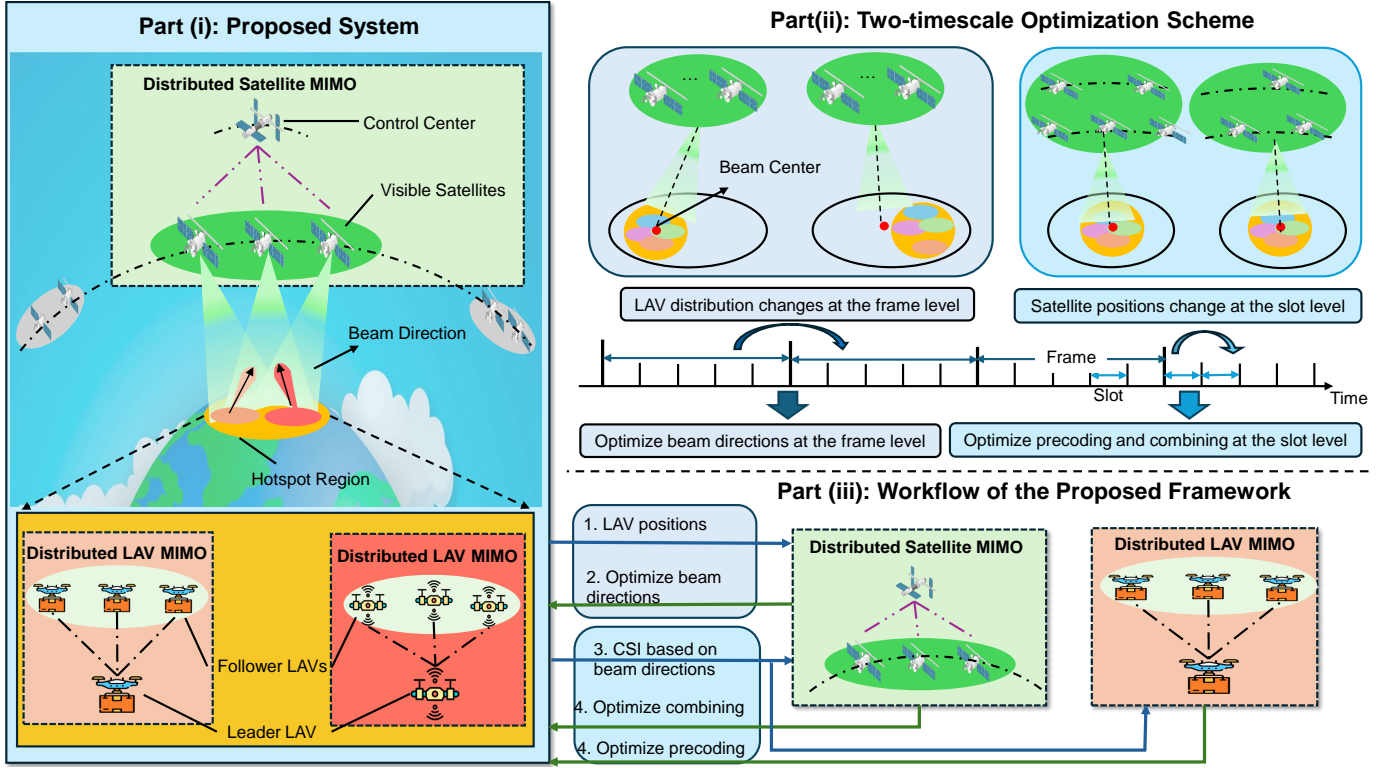 Part (i): Proposed System
Distributed Satellite MIMO
Control Center
Visible Satellites
Beam Direction
Hotspot Region
Distributed LAV MIMO
Distributed LAV MIMO
Follower LAVs
Leader LAV
Part(ii): Two-timescale Optimization Scheme
...
...
Beam Center
LAV distribution changes at the frame level
Satellite positions change at the slot level
Frame
Slot
Time
Optimize beam directions at the frame level
Optimize precoding and combining at the slot level
Part (iii): Workflow of the Proposed Framework
1. LAV positions
2. Optimize beam
directions
3. CSI based on
beam directions
4. Optimize combining
4. Optimize precoding
Distributed Satellite MIMO
Distributed LAV MIMO